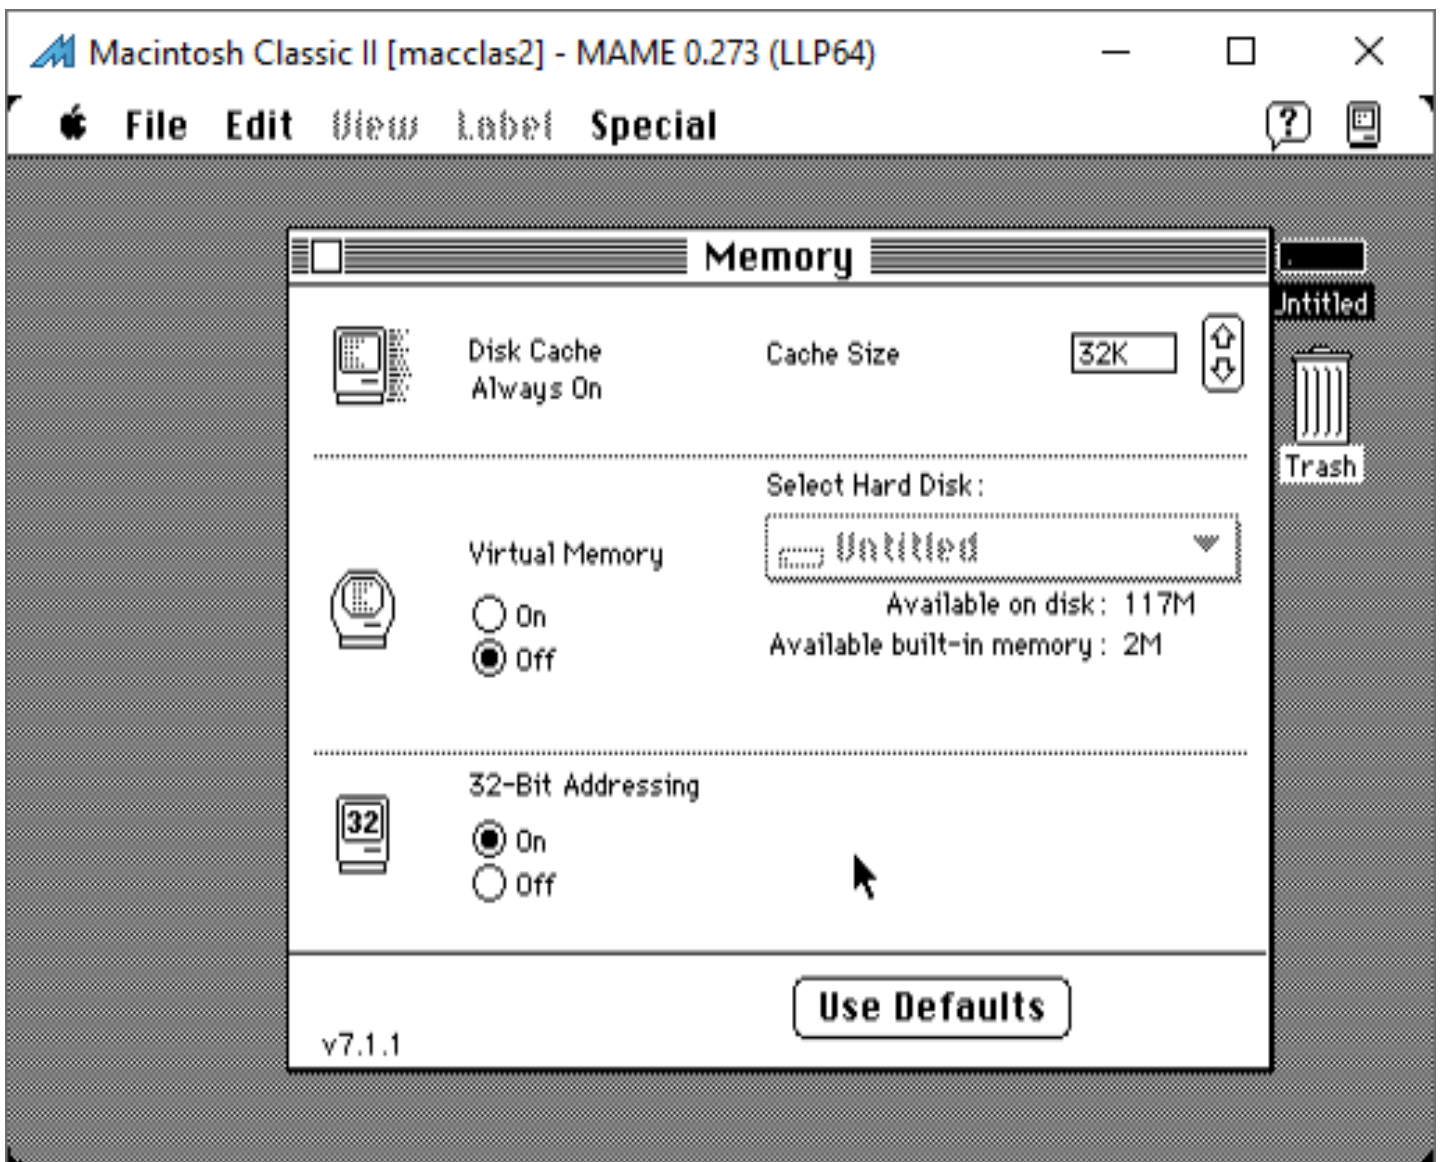 Macintosh Classic II [macclas2] - MAME 0.273 (LLP64)
File Edit View Label Special
Memory
Disk Cache
Always On
Cache Size
32K
Untitled
Trash
Select Hard Disk:
Untitled
Virtual Memory
On
Off
Available on disk: 117M
Available built-in memory: 2M
32-Bit Addressing
32
On
Off
Use Defaults
v7.1.1